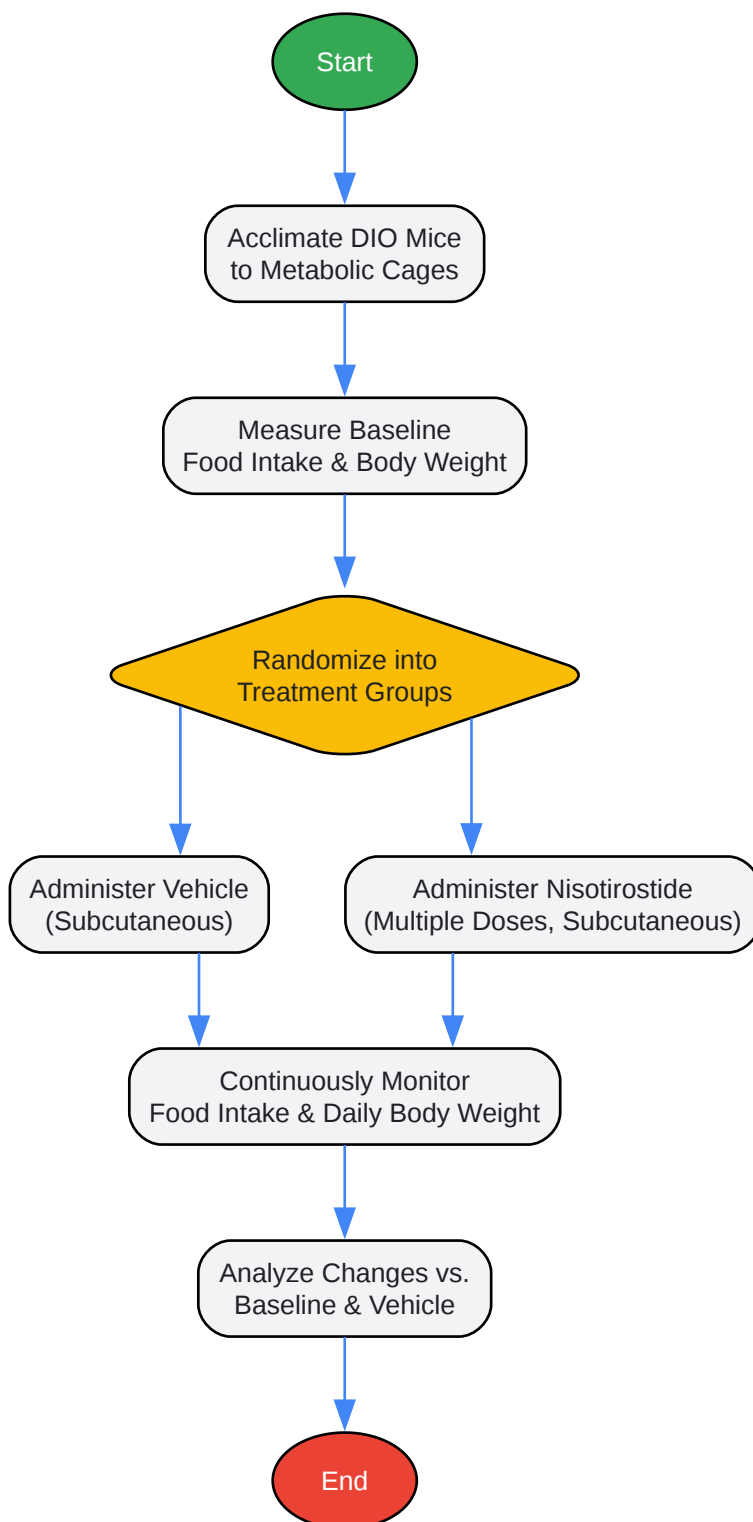 Start
Acclimate DIO Mice
to Metabolic Cages
Measure Baseline
Food Intake & Body Weight
Randomize into
Treatment Groups
Administer Vehicle
(Subcutaneous)
Administer Nisotirostide
(Multiple Doses, Subcutaneous)
Continuously Monitor
Food Intake & Daily Body Weight
Analyze Changes vs.
Baseline & Vehicle
End